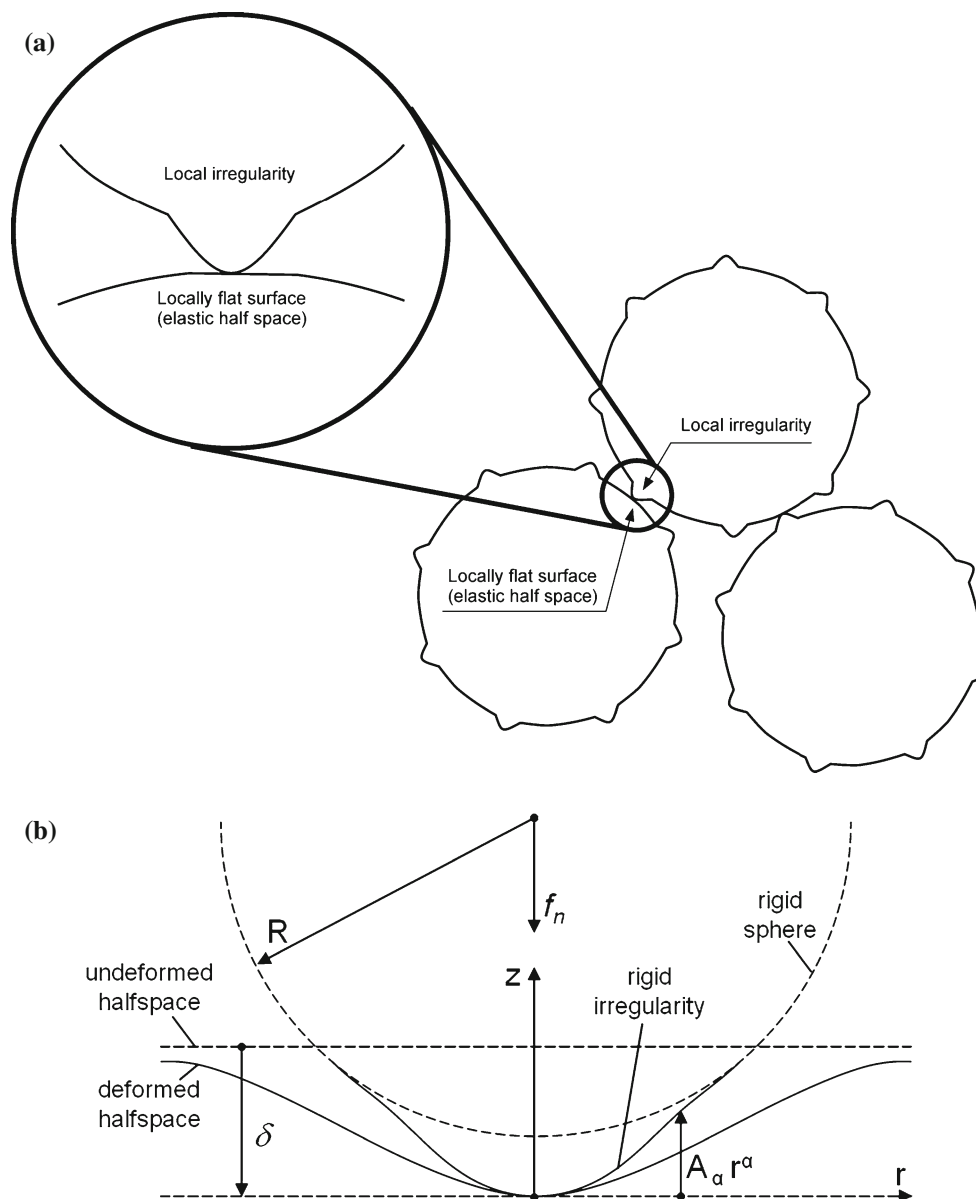 (a)
Local irregularity
Locally flat surface
(elastic half space)
Local irregularity
Locally flat surface
(elastic half space)
(b)
R
fₙ
rigid
sphere
undeformed
halfspace
z
rigid
irregularity
deformed
halfspace
δ
A_α r^α
r